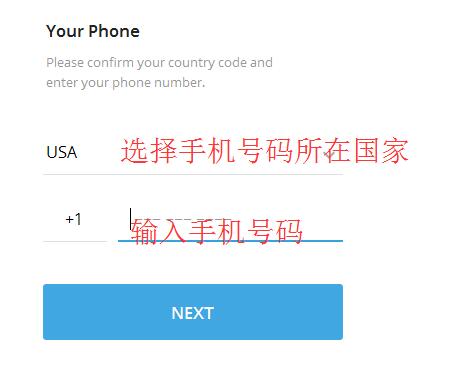 Your Phone
Please confirm your country code and
enter your phone number.
USA 选择手机号码所在国家
+1 输入手机号码
NEXT